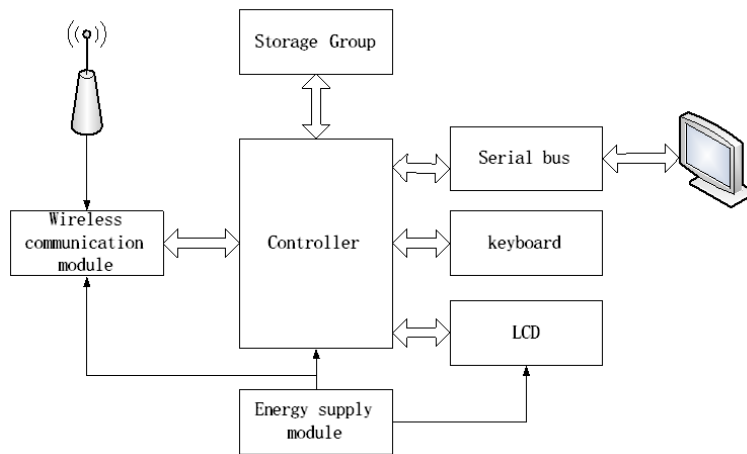 Storage Group
Serial bus
Wireless
communication
module
Controller
keyboard
LCD
Energy supply
module